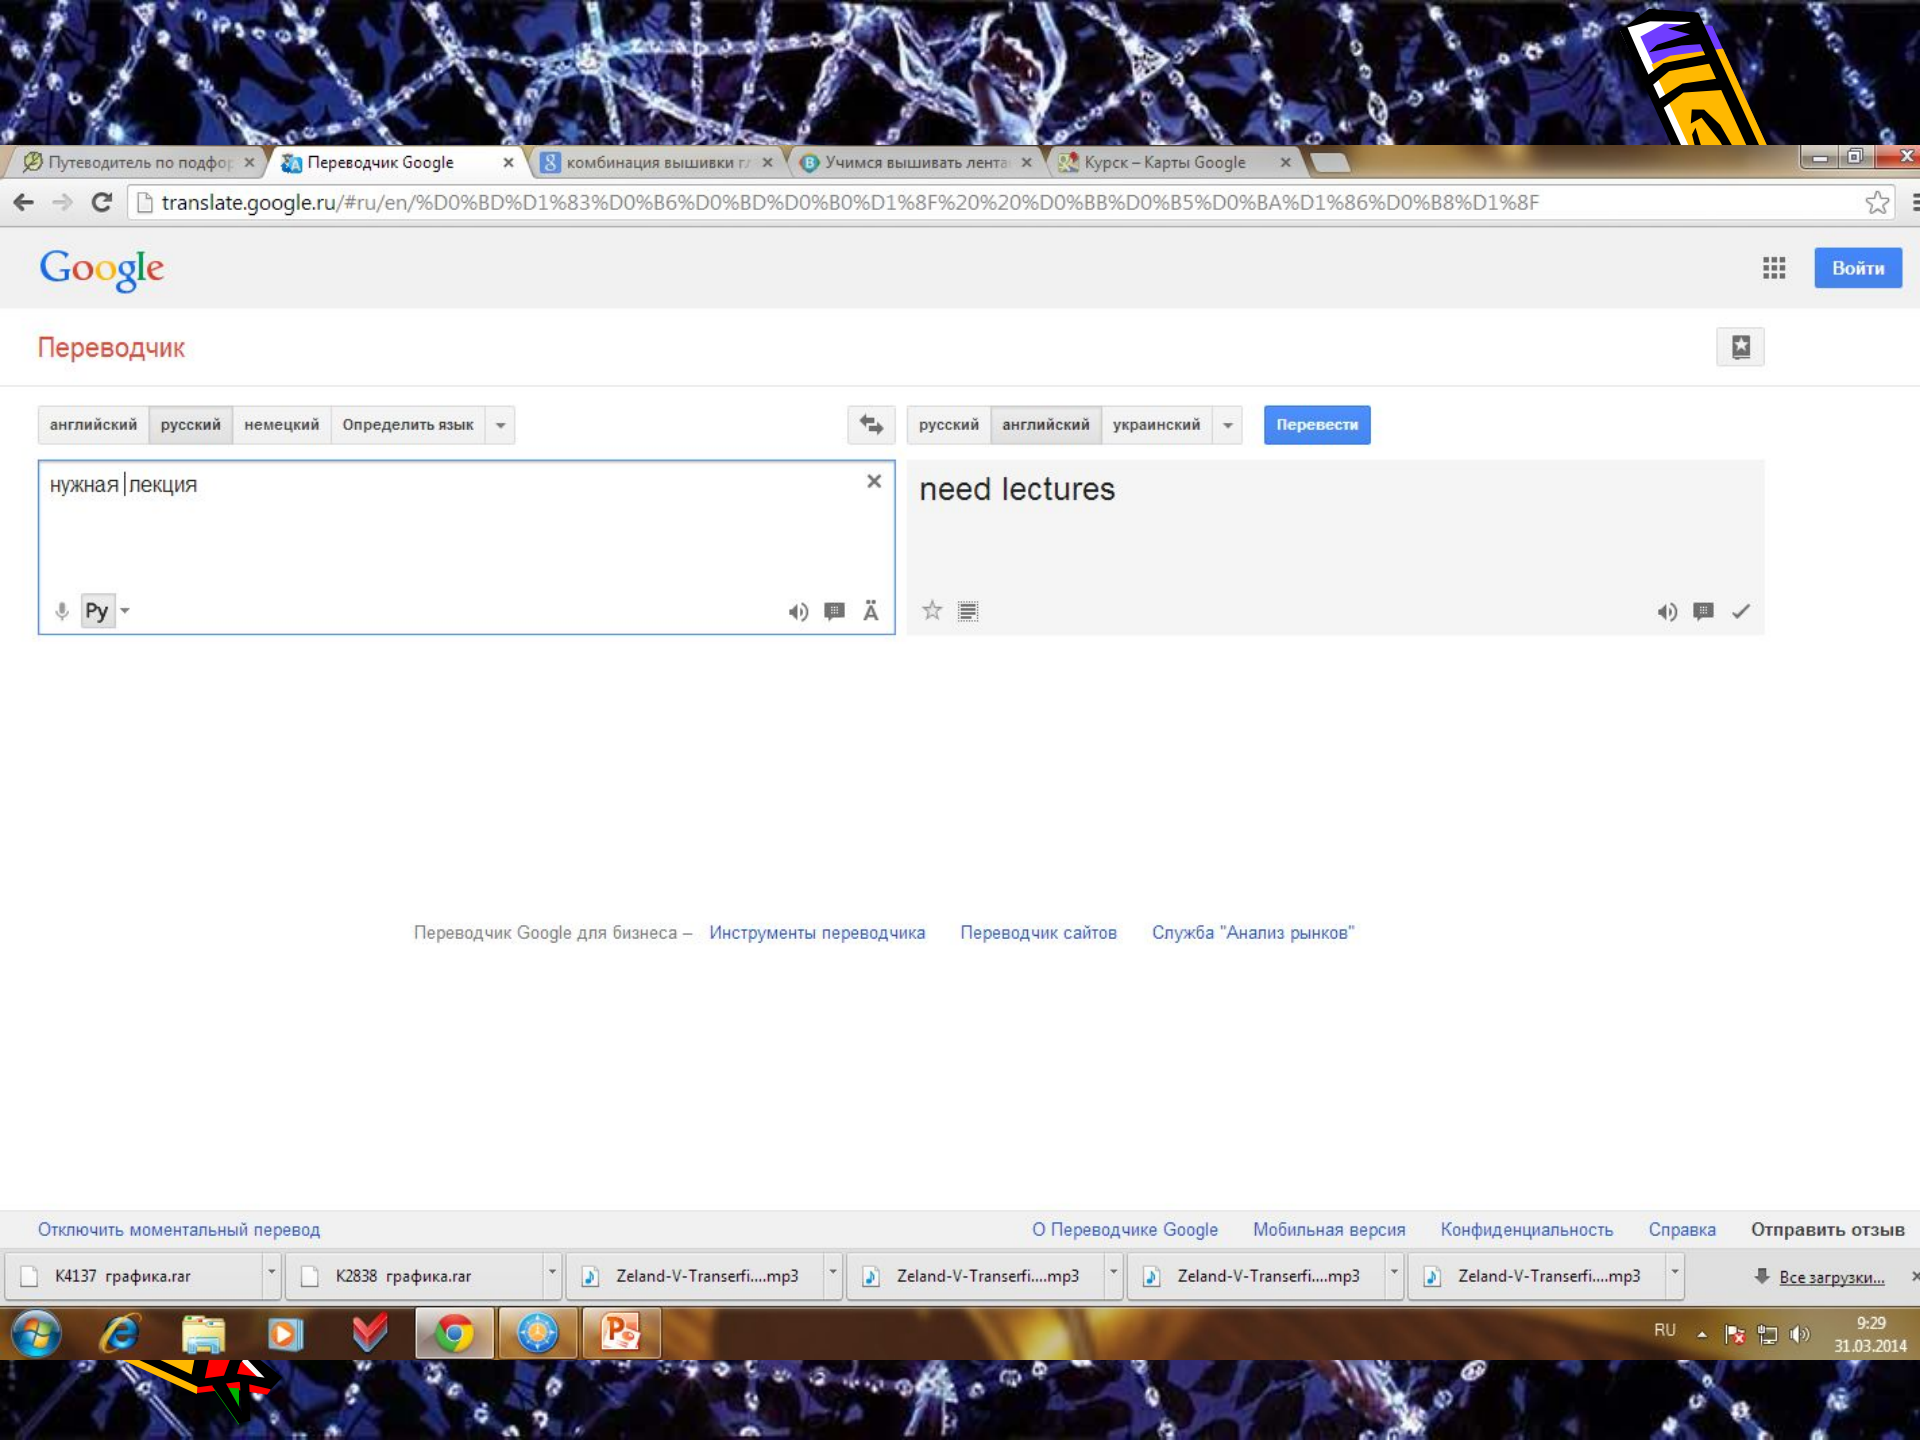 Путеводитель по подфор
Переводчик Google
комбинация вышивки г
Учимся вышивать лента
Курск – Карты Google
translate.google.ru/#ru/en/%D0%BD%D1%83%D0%B6%D0%BD%D0%B0%D1%8F%20%20%D0%BB%D0%B5%D0%BA%D1%86%D0%B8%D1%8F
Google
Войти
Переводчик
английский русский немецкий Определить язык
русский английский украинский Перевести
нужная лекция
need lectures
Ру
Ä
Переводчик Google для бизнеса – Инструменты переводчика Переводчик сайтов Служба "Анализ рынков"
Отключить моментальный перевод
О Переводчике Google Мобильная версия Конфиденциальность Справка Отправить отзыв
К4137 графика.rar
К2838 графика.rar
Zeland-V-Transerfi....mp3
Zeland-V-Transerfi....mp3
Zeland-V-Transerfi....mp3
Zeland-V-Transerfi....mp3
Все загрузки...
RU
9:29
31.03.2014